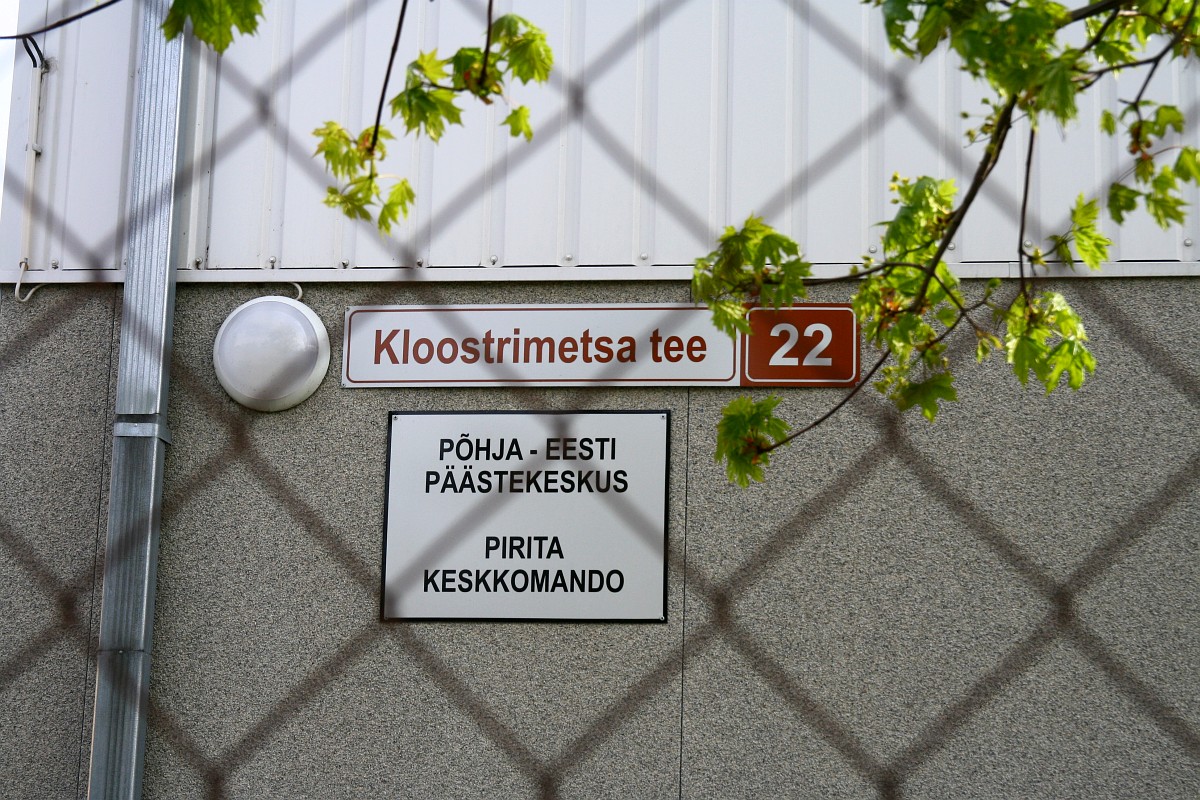 Kloostrimetsa tee 22
PÕHJA - EESTI
PÄÄSTEKESKUS
PIRITA
KESKKOMANDO